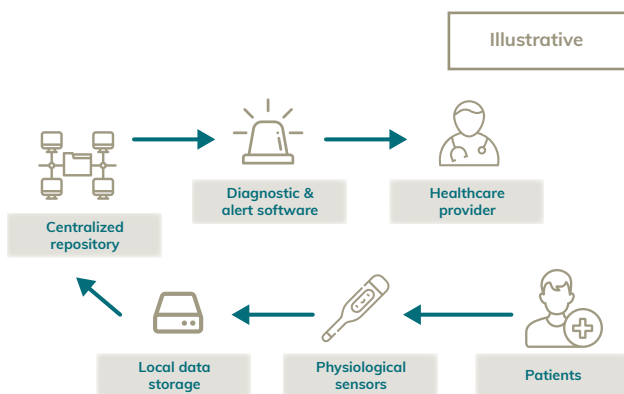 Illustrative
Diagnostic &
alert software
Healthcare
provider
Centralized
repository
Local data
storage
Physiological
sensors
Patients